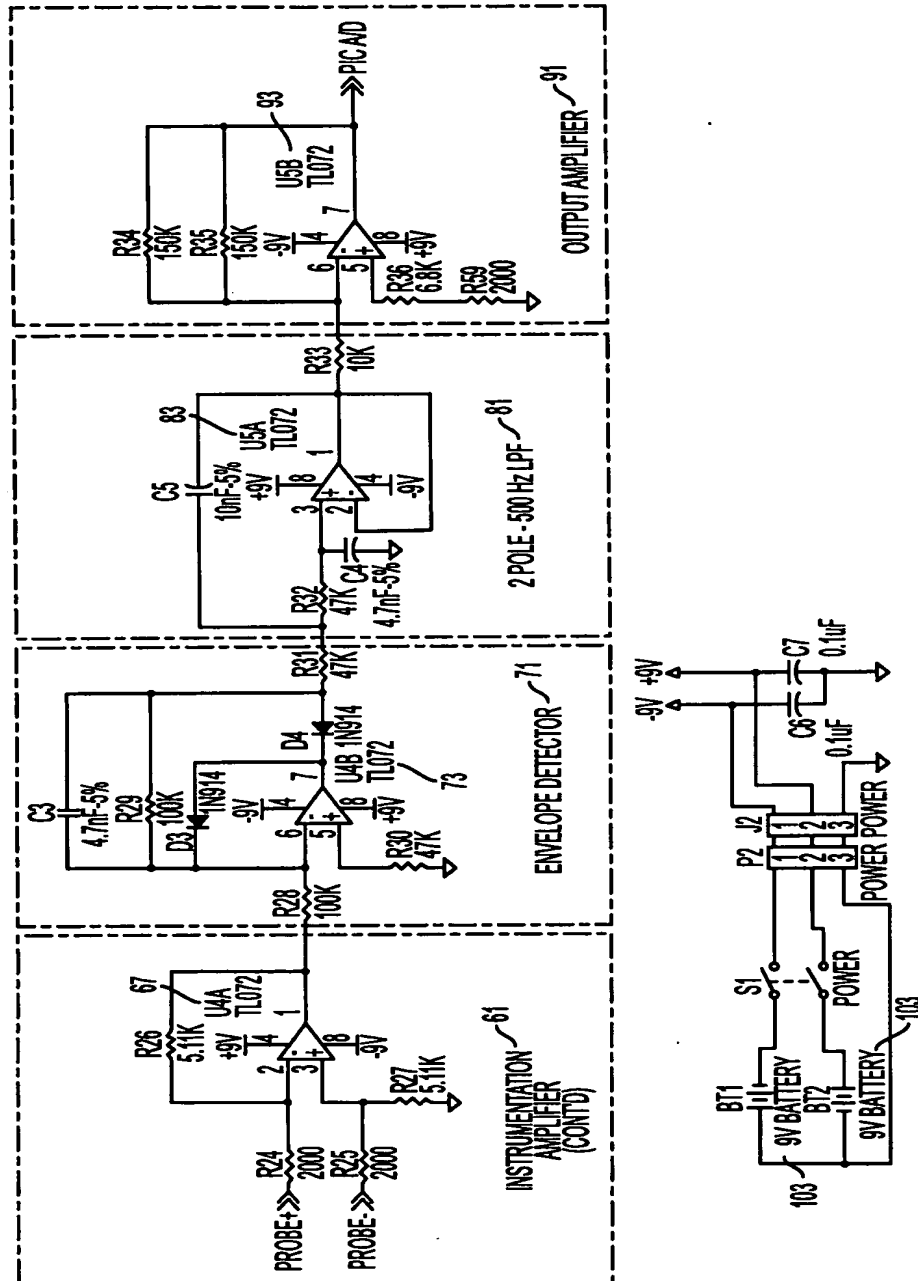 PROBE+
PROBE-
R24
2000
R25
2000
R26
5.11K
67
U4A
TL072
+9V
4
2
3
1
8
-9V
R27
5.11K
61
INSTRUMENTATION
AMPLIFIER
(CONT'D)
C3
4.7nF-5%
R29
100K
D3
1N914
R28
100K
-9V
4
6
5
7
8
+9V
D4
1N914
U4B
TL072
73
R30
47K
71
ENVELOPE DETECTOR
R31
47K
C5
10nF-5%
83
U5A
TL072
+9V
8
3
2
1
4
-9V
R32
47K
C4
4.7nF-5%
81
2 POLE - 500 Hz LPF
R33
10K
R34
150K
R35
150K
93
U5B
TL072
-9V
4
6
5
7
8
+9V
R36
6.8K
R59
2000
PIC A/D
91
OUTPUT AMPLIFIER
BT1
9V BATTERY
BT2
9V BATTERY
103
103
S1
POWER
P2
J2
1
2
3
1
2
3
POWER
POWER
-9V
+9V
C6
0.1uF
C7
0.1uF